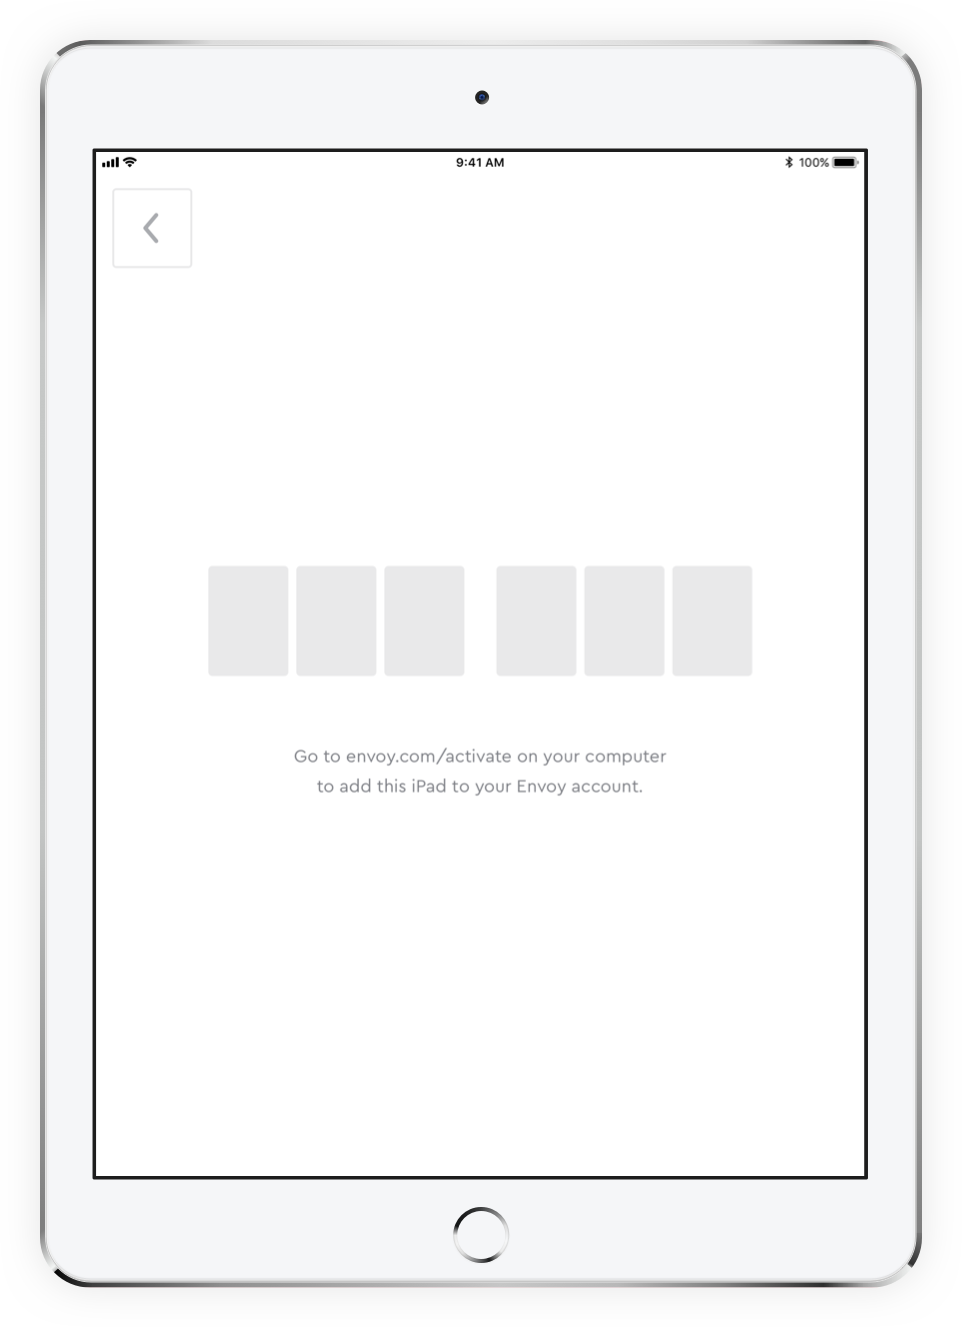 9:41 AM
100%
Go to envoy.com/activate on your computer
to add this iPad to your Envoy account.